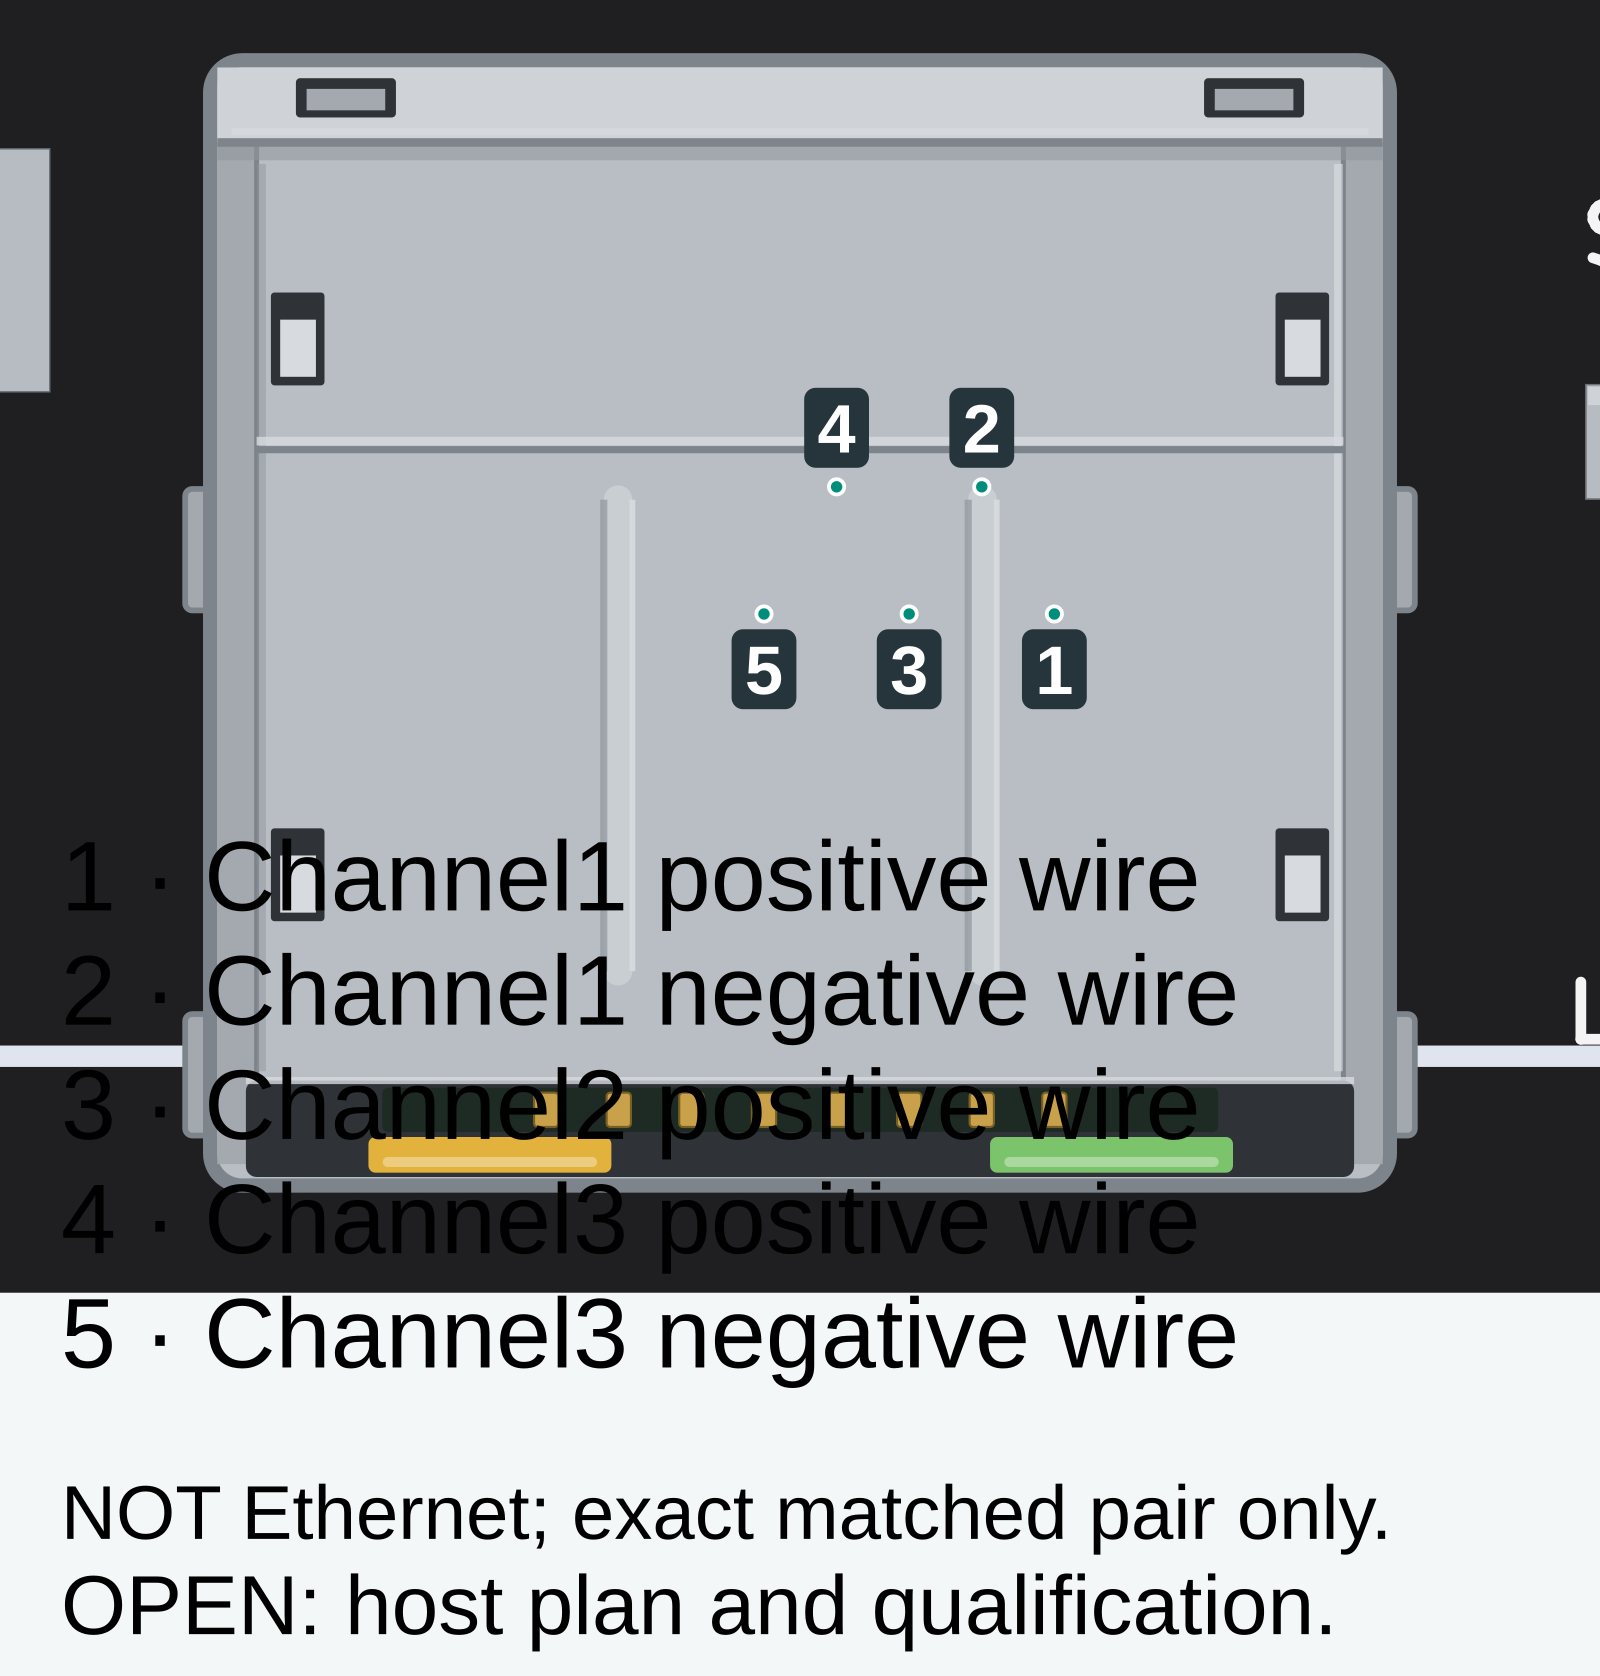 4 2
5 3 1
1 · Channel1 positive wire
2 · Channel1 negative wire
3 · Channel2 positive wire
4 · Channel3 positive wire
5 · Channel3 negative wire
NOT Ethernet; exact matched pair only.
OPEN: host plan and qualification.